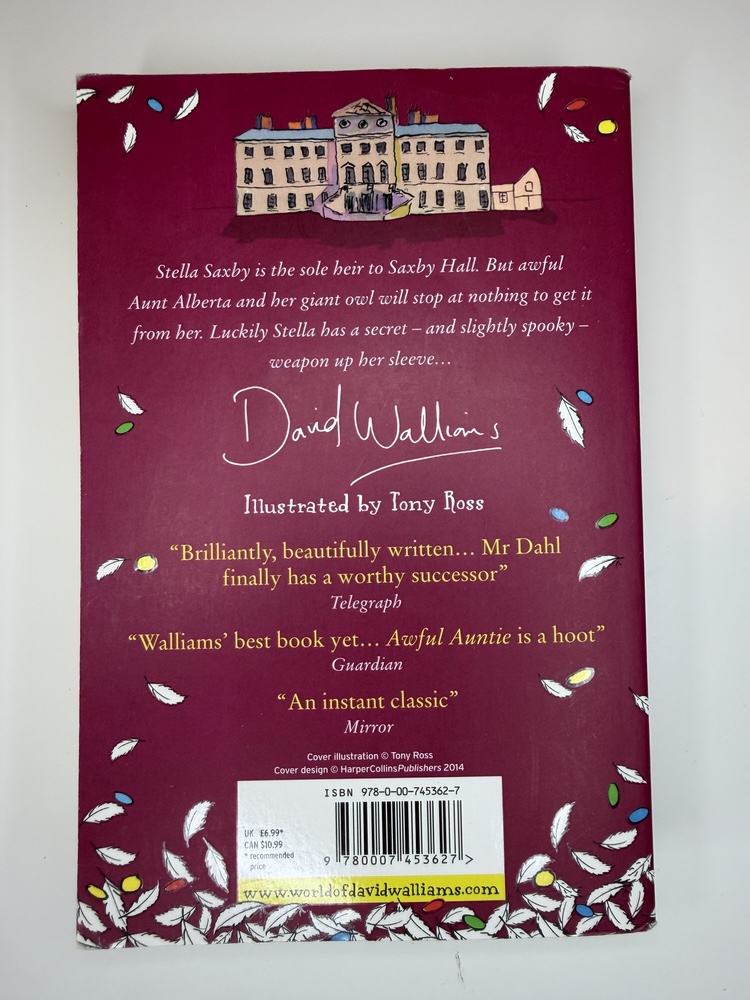 Stella Saxby is the sole heir to Saxby Hall. But awful
Aunt Alberta and her giant owl will stop at nothing to get it
from her. Luckily Stella has a secret – and slightly spooky –
weapon up her sleeve…
David Walliams
Illustrated by Tony Ross
“Brilliantly, beautifully written… Mr Dahl
finally has a worthy successor”
Telegraph
“Walliams’ best book yet… Awful Auntie is a hoot”
Guardian
“An instant classic”
Mirror
Cover illustration © Tony Ross
Cover design © HarperCollinsPublishers 2014
ISBN 978-0-00-745362-7
UK £6.99*
CAN $10.99
* recommended
price
9 780007 453627 >
www.worldofdavidwalliams.com